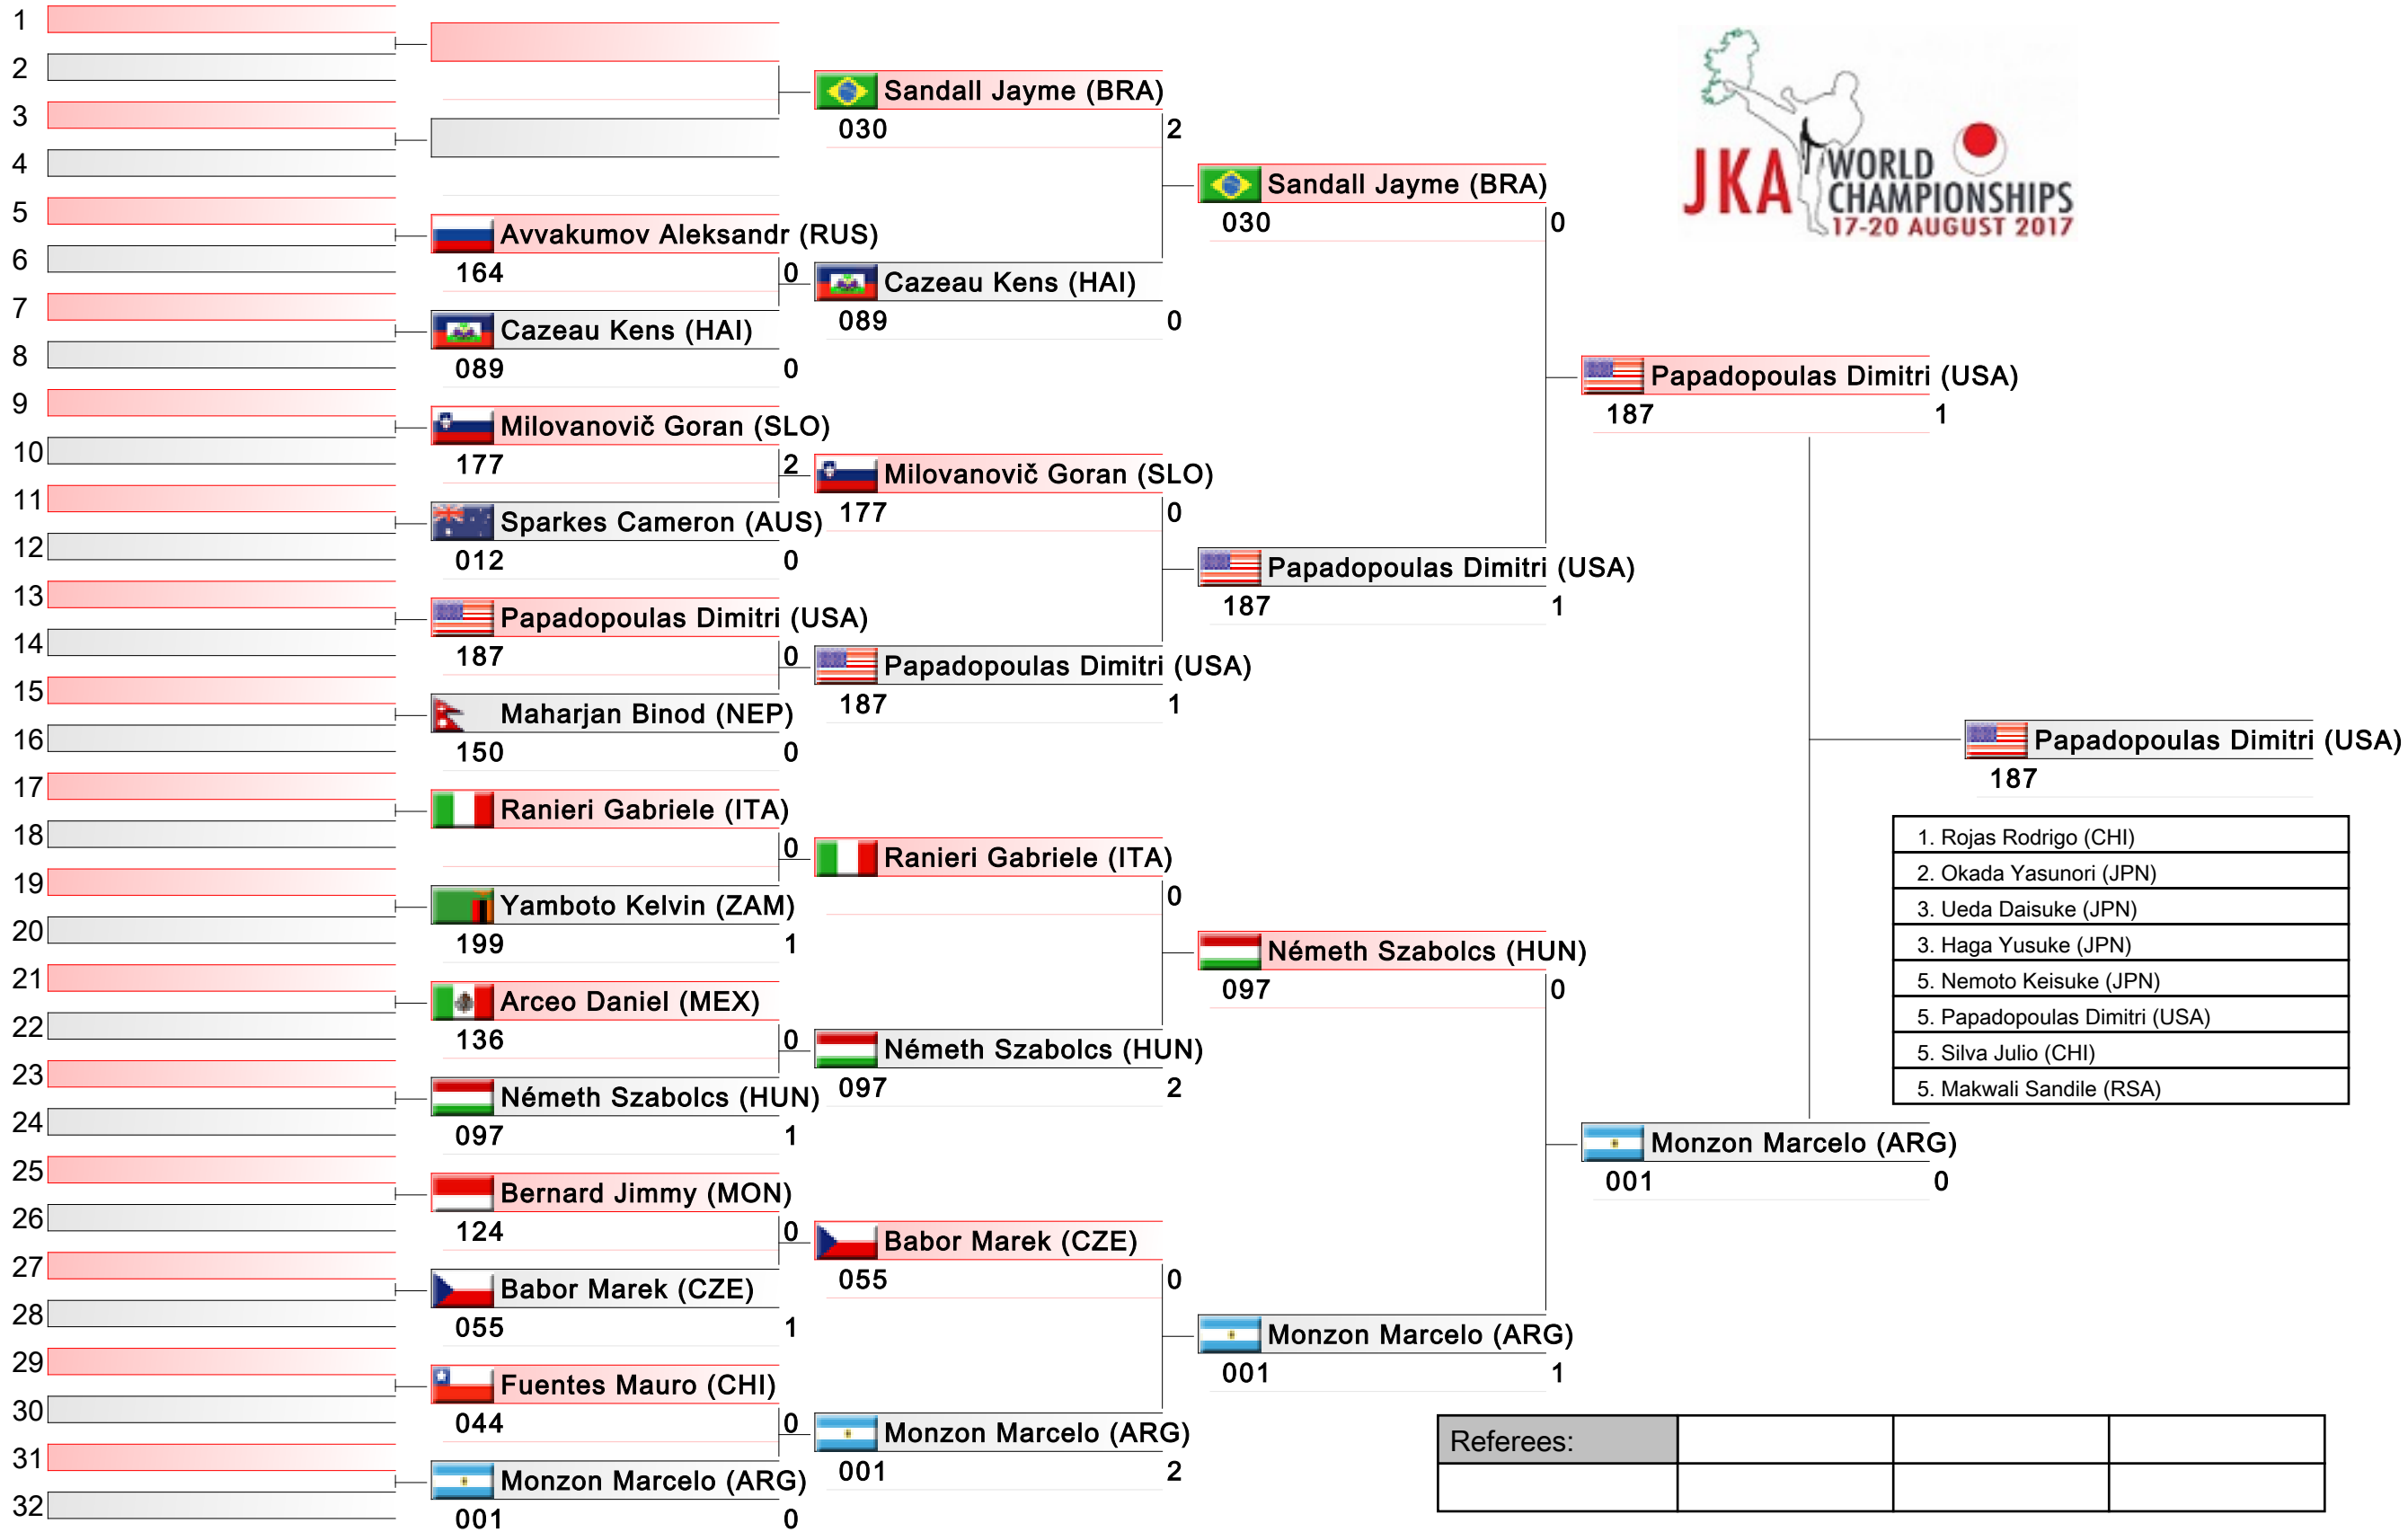 1
2
3
4
5
6
7
8
9
10
11
12
13
14
15
16
17
18
19
20
21
22
23
24
25
26
27
28
29
30
31
32
Avvakumov Aleksandr (RUS)
164
0
Cazeau Kens (HAI)
089
0
Milovanovič Goran (SLO)
177
2
Sparkes Cameron (AUS)
012
0
Papadopoulas Dimitri (USA)
187
0
Maharjan Binod (NEP)
150
0
Ranieri Gabriele (ITA)
0
Yamboto Kelvin (ZAM)
199
1
Arceo Daniel (MEX)
136
0
Németh Szabolcs (HUN)
097
1
Bernard Jimmy (MON)
124
0
Babor Marek (CZE)
055
1
Fuentes Mauro (CHI)
044
0
Monzon Marcelo (ARG)
001
0
Sandall Jayme (BRA)
030
2
Cazeau Kens (HAI)
089
0
Milovanovič Goran (SLO)
177
0
Papadopoulas Dimitri (USA)
187
1
Ranieri Gabriele (ITA)
0
Németh Szabolcs (HUN)
097
2
Babor Marek (CZE)
055
0
Monzon Marcelo (ARG)
001
2
Sandall Jayme (BRA)
030
0
Papadopoulas Dimitri (USA)
187
1
Németh Szabolcs (HUN)
097
0
Monzon Marcelo (ARG)
001
1
Papadopoulas Dimitri (USA)
187
1
Monzon Marcelo (ARG)
001
0
Papadopoulas Dimitri (USA)
187
JKA WORLD
CHAMPIONSHIPS
17-20 AUGUST 2017
1. Rojas Rodrigo (CHI)
2. Okada Yasunori (JPN)
3. Ueda Daisuke (JPN)
3. Haga Yusuke (JPN)
5. Nemoto Keisuke (JPN)
5. Papadopoulas Dimitri (USA)
5. Silva Julio (CHI)
5. Makwali Sandile (RSA)
Referees: